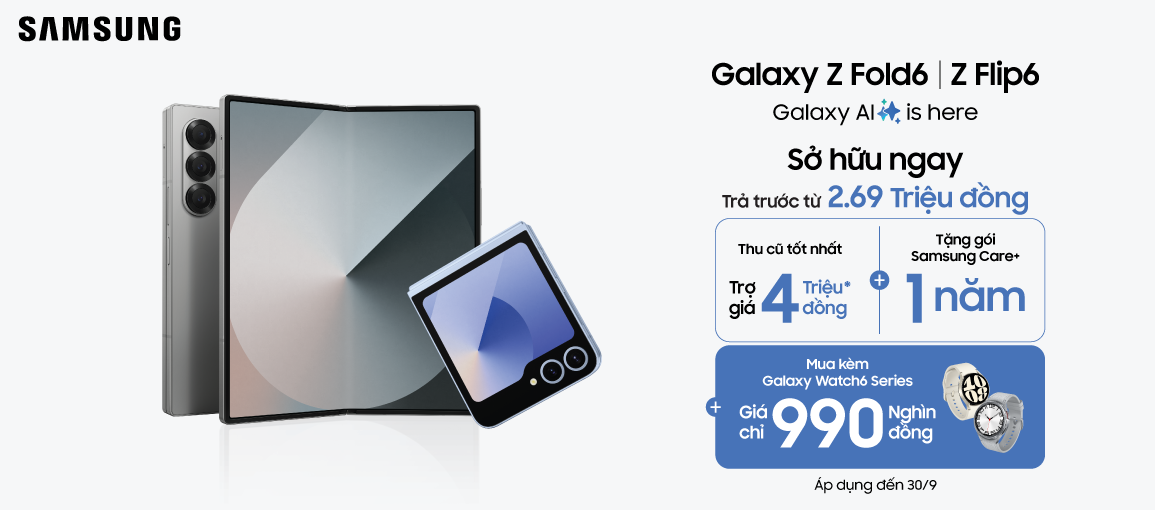 SAMSUNG
Galaxy Z Fold6 | Z Flip6
Galaxy AI is here
Sở hữu ngay
Trả trước từ 2.69 Triệu đồng
Thu cũ tốt nhất
Trợ giá 4 Triệu* đồng
+
Tặng gói
Samsung Care+
1 năm
+
Mua kèm
Galaxy Watch6 Series
Giá chỉ 990 Nghìn đồng
Áp dụng đến 30/9